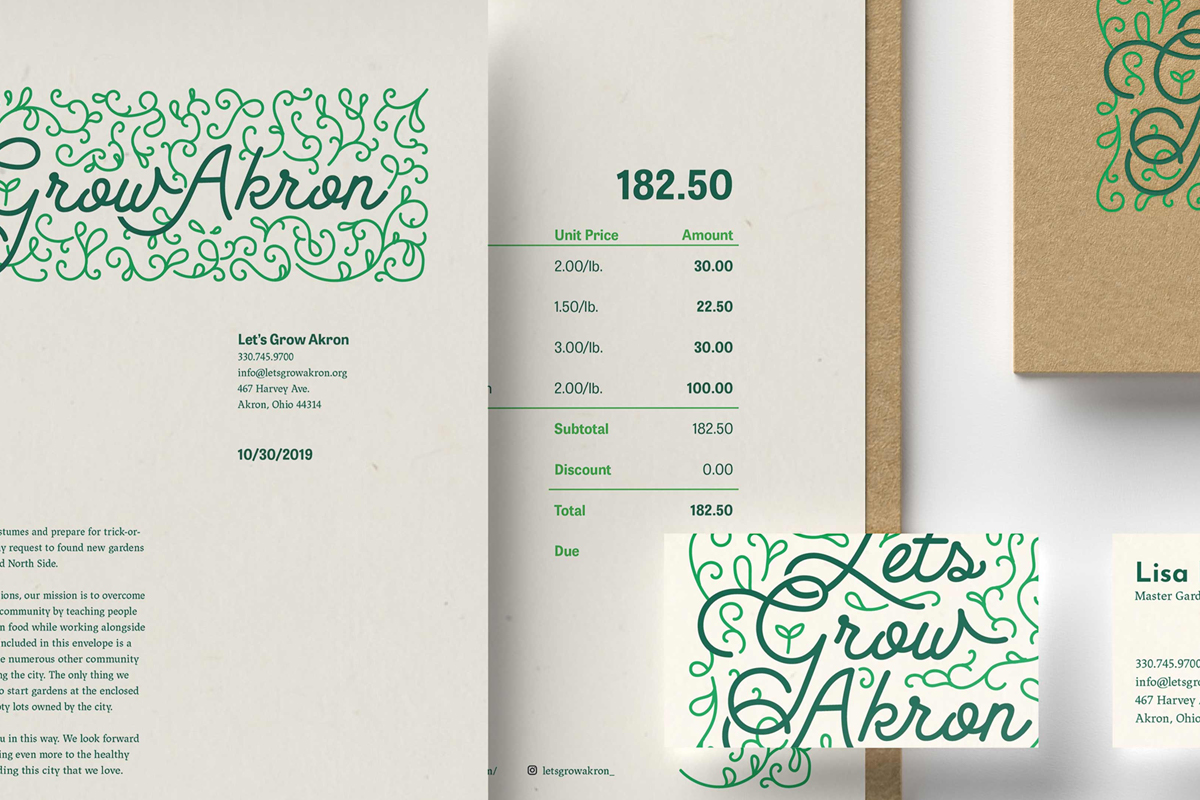 Grow Akron
Let's Grow Akron
330.745.9700
info@letsgrowakron.org
467 Harvey Ave.
Akron, Ohio 44314
10/30/2019
stumes and prepare for trick-or-
y request to found new gardens
d North Side.
ions, our mission is to overcome
community by teaching people
n food while working alongside
ncluded in this envelope is a
e numerous other community
ng the city. The only thing we
o start gardens at the enclosed
pty lots owned by the city.
u in this way. We look forward
ing even more to the healthy
ding this city that we love.
182.50
Unit Price Amount
2.00/lb. 30.00
1.50/lb. 22.50
3.00/lb. 30.00
2.00/lb. 100.00
Subtotal 182.50
Discount 0.00
Total 182.50
Due
letsgrowakron_
Lets
Grow
Akron
Lisa
Master Gard
330.745.970
info@letsgro
467 Harvey
Akron, Ohio